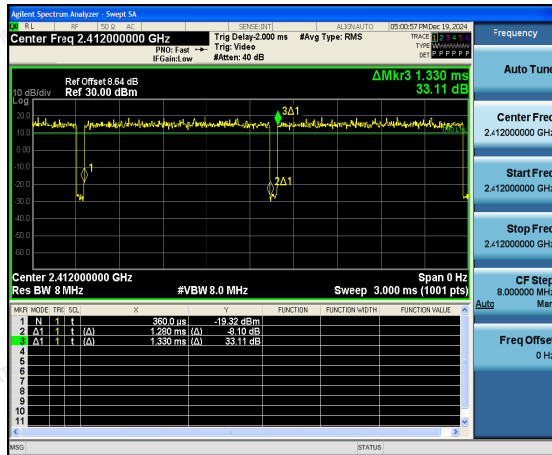 Agilent Spectrum Analyzer - Swept SA
RL RF 50 Ω AC SENSE:INT ALIGN AUTO 05:00:57 PM Dec 19, 2024
Center Freq 2.412000000 GHz Trig Delay-2.000 ms #Avg Type: RMS TRACE 1 2 3 4 5 6
PNO: Fast Trig: Video TYPE
IFGain:Low #Atten: 40 dB DET P P P P P P
ΔMkr3 1.330 ms
33.11 dB
Ref Offset 8.64 dB
10 dB/div Ref 30.00 dBm
Log
20.0
10.0
0.00
-10.0
-20.0
-30.0
-40.0
-50.0
-60.0
3Δ1
1
2Δ1
Center 2.412000000 GHz Span 0 Hz
Res BW 8 MHz #VBW 8.0 MHz Sweep 3.000 ms (1001 pts)
MKR MODE TRC SCL X Y FUNCTION FUNCTION WIDTH FUNCTION VALUE
1 N 1 t 360.0 µs -19.32 dBm
2 Δ1 1 t (Δ) 1.280 ms (Δ) -8.10 dB
3 Δ1 1 t (Δ) 1.330 ms (Δ) 33.11 dB
4
5
6
7
8
9
10
11
MSG STATUS
Frequency
Auto Tune
Center Freq
2.412000000 GHz
Start Freq
2.412000000 GHz
Stop Freq
2.412000000 GHz
CF Step
8.000000 MHz
Auto Man
Freq Offset
0 Hz